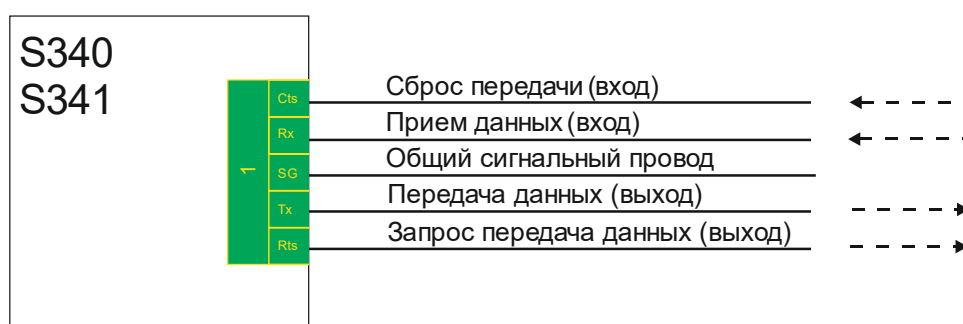 S340
S341
1
Cts
Сброс передачи (вход)
Rx
Прием данных (вход)
SG
Общий сигнальный провод
Tx
Передача данных (выход)
Rts
Запрос передача данных (выход)